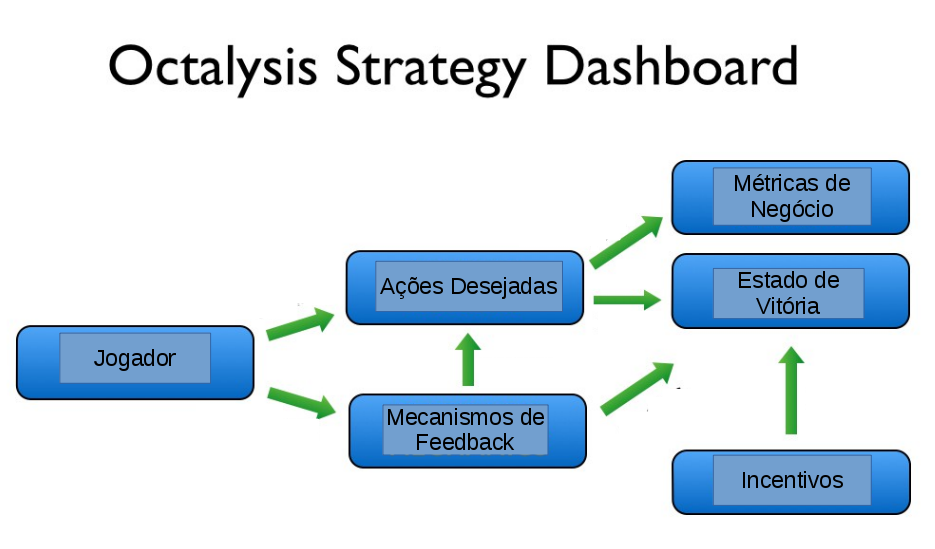 Octalysis Strategy Dashboard
Métricas de
Negócio
Ações Desejadas
Estado de
Vitória
Jogador
Mecanismos de
Feedback
Incentivos